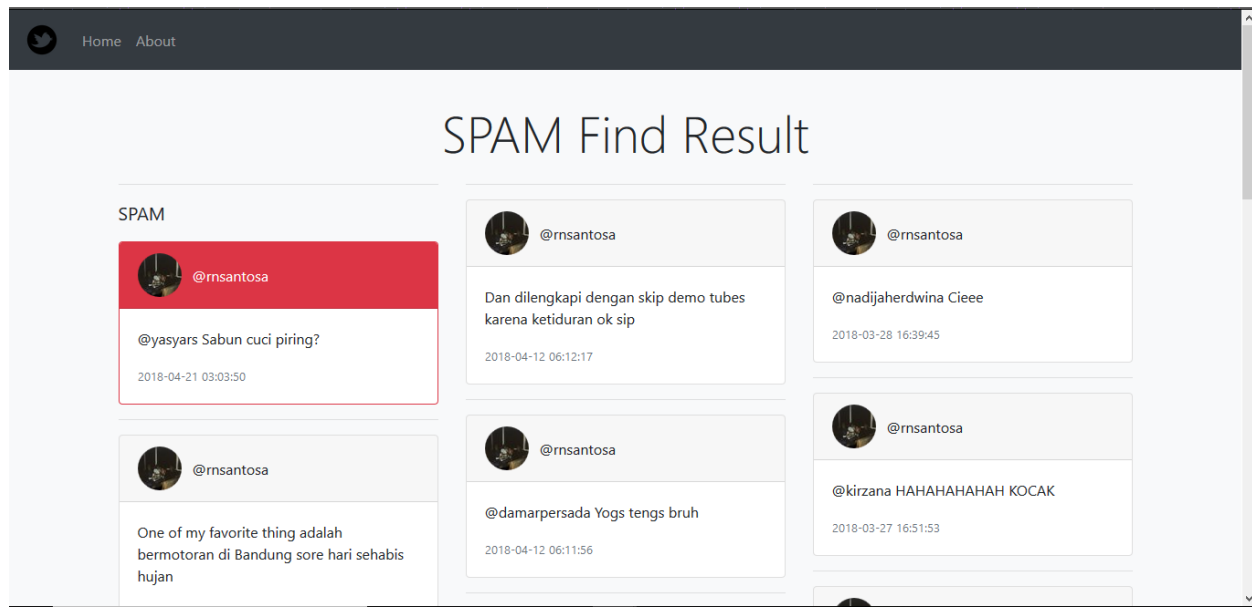 Home About
SPAM Find Result
SPAM
@rnsantosa
@yasyars Sabun cuci piring?
2018-04-21 03:03:50
@rnsantosa
One of my favorite thing adalah
bermotoran di Bandung sore hari sehabis
hujan
@rnsantosa
Dan dilengkapi dengan skip demo tubes
karena ketiduran ok sip
2018-04-12 06:12:17
@rnsantosa
@damarpersada Yogs tengs bruh
2018-04-12 06:11:56
@rnsantosa
@nadijaherdwina Cieee
2018-03-28 16:39:45
@rnsantosa
@kirzana HAHAHAHAHAH KOCAK
2018-03-27 16:51:53